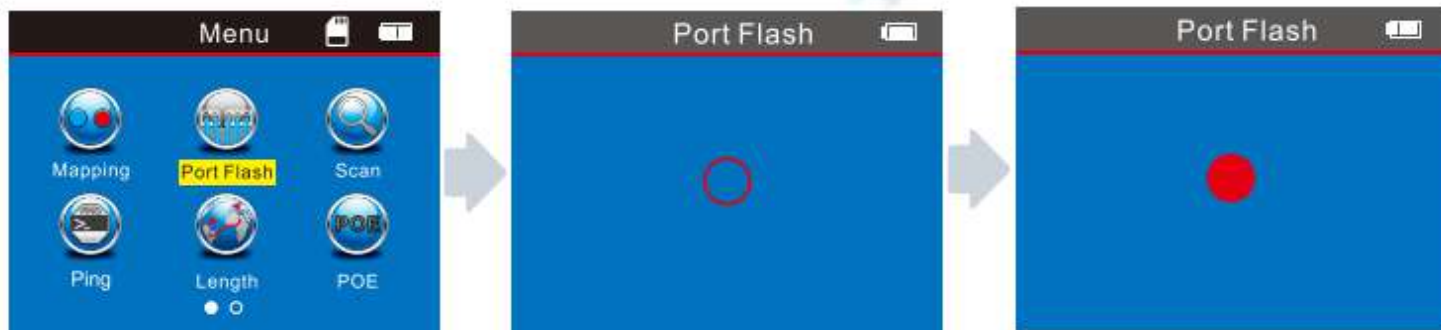 Menu
Port Flash
Port Flash
Mapping
Port Flash
Scan
Ping
Length
POE
POE